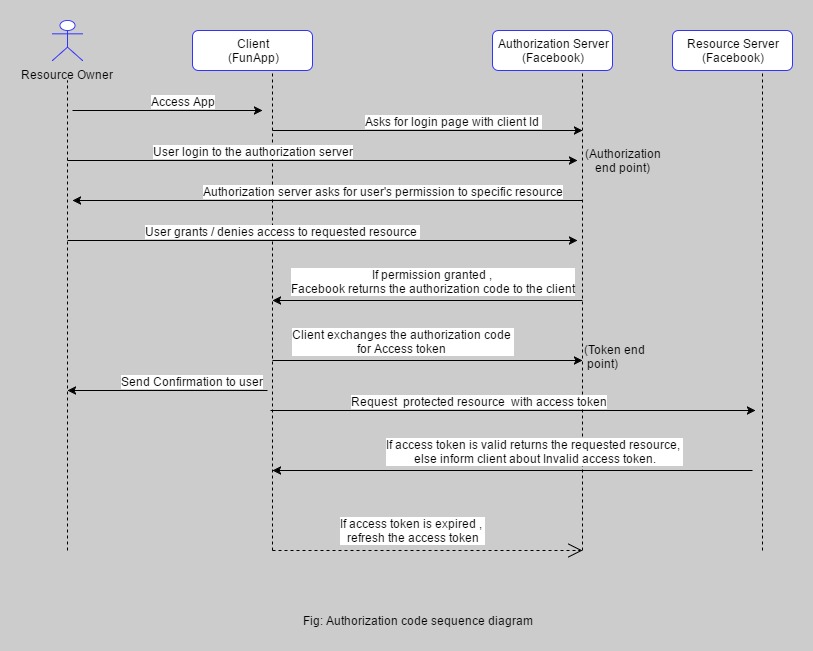 Client
(FunApp)
Authorization Server
(Facebook)
Resource Server
(Facebook)
Resource Owner
Access App
Asks for login page with client Id
User login to the authorization server
(Authorization
end point)
Authorization server asks for user's permission to specific resource
User grants / denies access to requested resource
If permission granted ,
Facebook returns the authorization code to the client
Client exchanges the authorization code
for Access token
(Token end
point)
Send Confirmation to user
Request protected resource with access token
If access token is valid returns the requested resource,
else inform client about Invalid access token.
If access token is expired ,
refresh the access token
Fig: Authorization code sequence diagram